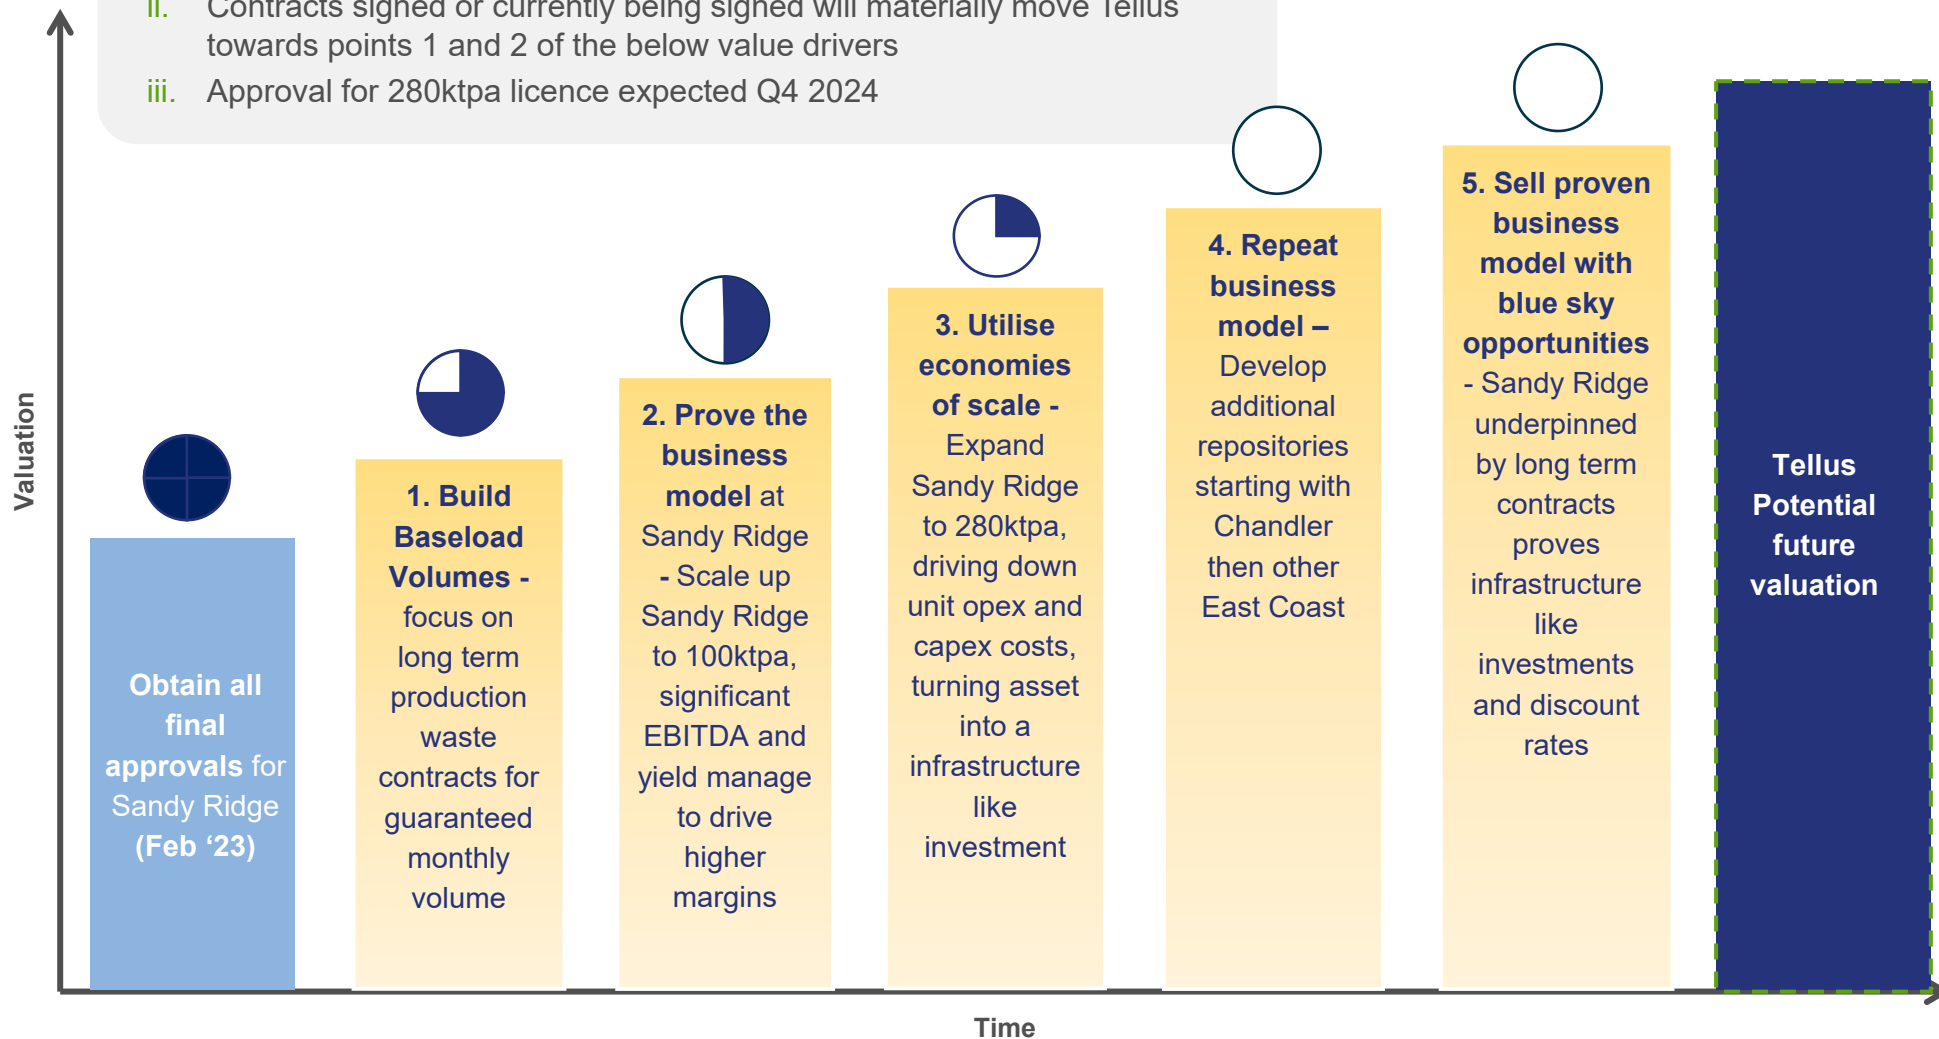 ii. Contracts signed or currently being signed will materially move Tellus
towards points 1 and 2 of the below value drivers
iii. Approval for 280ktpa licence expected Q4 2024
Valuation
Obtain all
final
approvals for
Sandy Ridge
(Feb ‘23)
1. Build
Baseload
Volumes -
focus on
long term
production
waste
contracts for
guaranteed
monthly
volume
2. Prove the
business
model at
Sandy Ridge
- Scale up
Sandy Ridge
to 100ktpa,
significant
EBITDA and
yield manage
to drive
higher
margins
3. Utilise
economies
of scale -
Expand
Sandy Ridge
to 280ktpa,
driving down
unit opex and
capex costs,
turning asset
into a
infrastructure
like
investment
4. Repeat
business
model –
Develop
additional
repositories
starting with
Chandler
then other
East Coast
5. Sell proven
business
model with
blue sky
opportunities
- Sandy Ridge
underpinned
by long term
contracts
proves
infrastructure
like
investments
and discount
rates
Tellus
Potential
future
valuation
Time